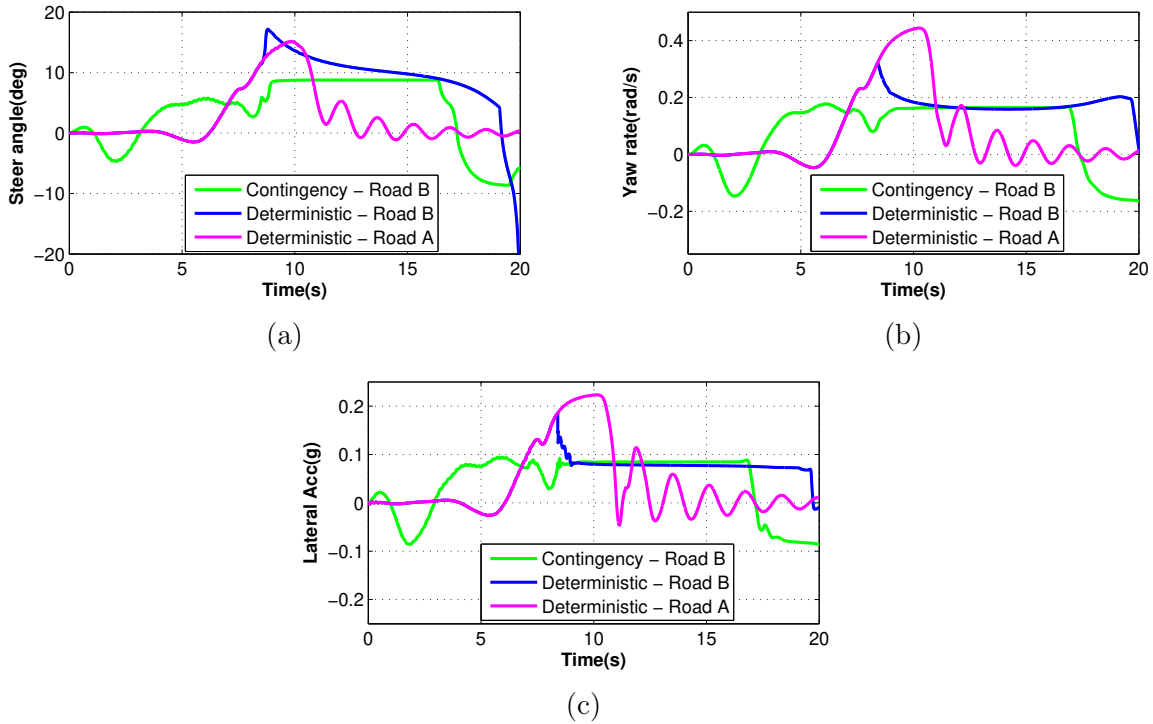 20
10
0
−10
−20
Steer angle(deg)
Contingency − Road B
Deterministic − Road B
Deterministic − Road A
0 5 10 15 20
Time(s)
(a)
0.4
0.2
0
−0.2
Yaw rate(rad/s)
Contingency − Road B
Deterministic − Road B
Deterministic − Road A
0 5 10 15 20
Time(s)
(b)
0.2
0.1
0
−0.1
−0.2
Lateral Acc(g)
Contingency − Road B
Deterministic − Road B
Deterministic − Road A
0 5 10 15 20
Time(s)
(c)